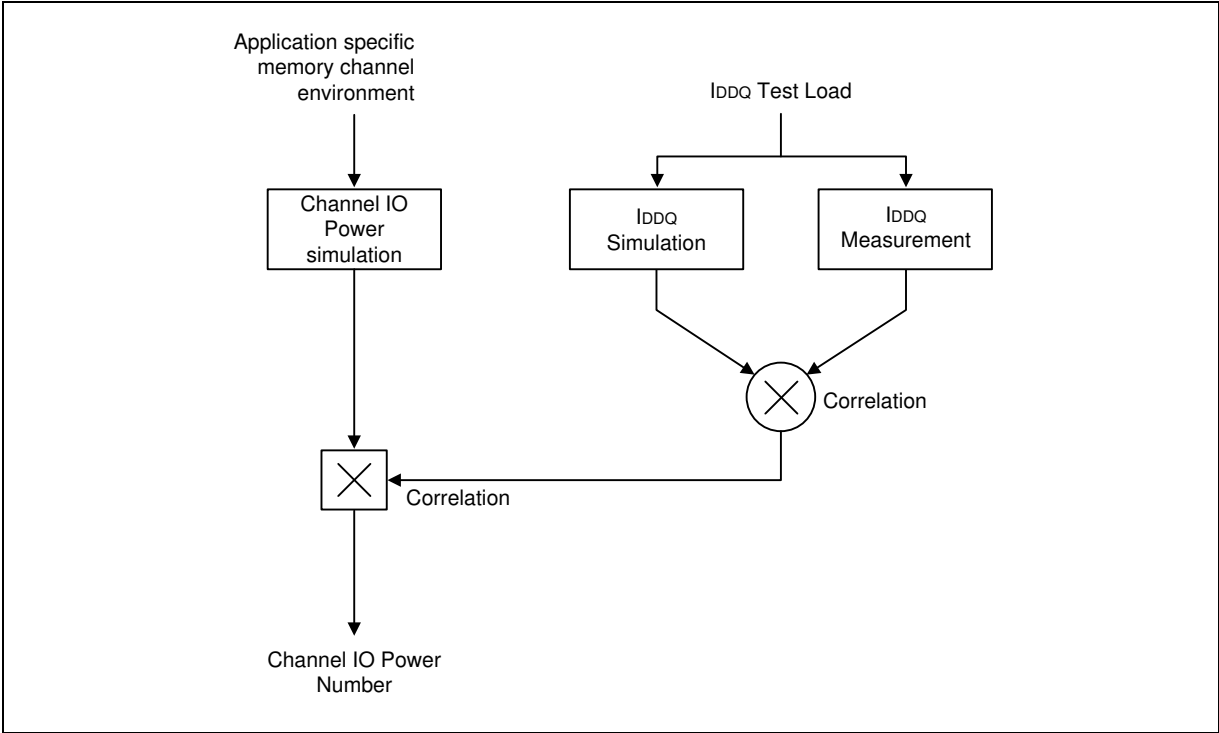 Application specific
memory channel
environment
IDDQ Test Load
Channel IO
Power
simulation
IDDQ
Simulation
IDDQ
Measurement
Correlation
Correlation
Channel IO Power
Number